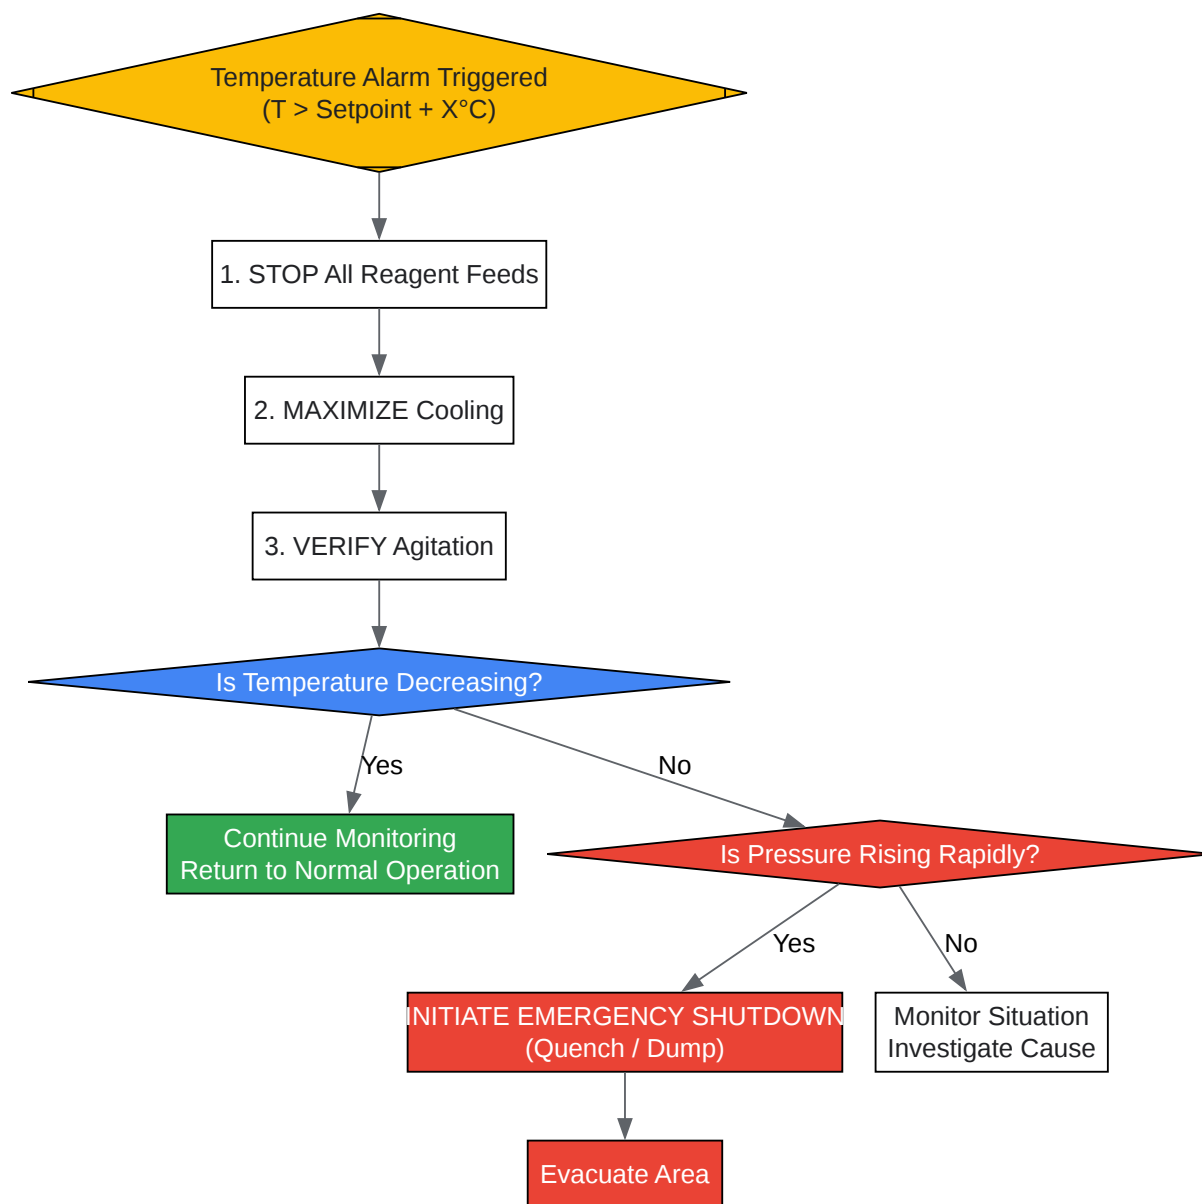 Temperature Alarm Triggered
(T > Setpoint + X°C)
1. STOP All Reagent Feeds
2. MAXIMIZE Cooling
3. VERIFY Agitation
Is Temperature Decreasing?
Yes
No
Continue Monitoring
Return to Normal Operation
Is Pressure Rising Rapidly?
Yes
No
INITIATE EMERGENCY SHUTDOWN
(Quench / Dump)
Monitor Situation
Investigate Cause
Evacuate Area